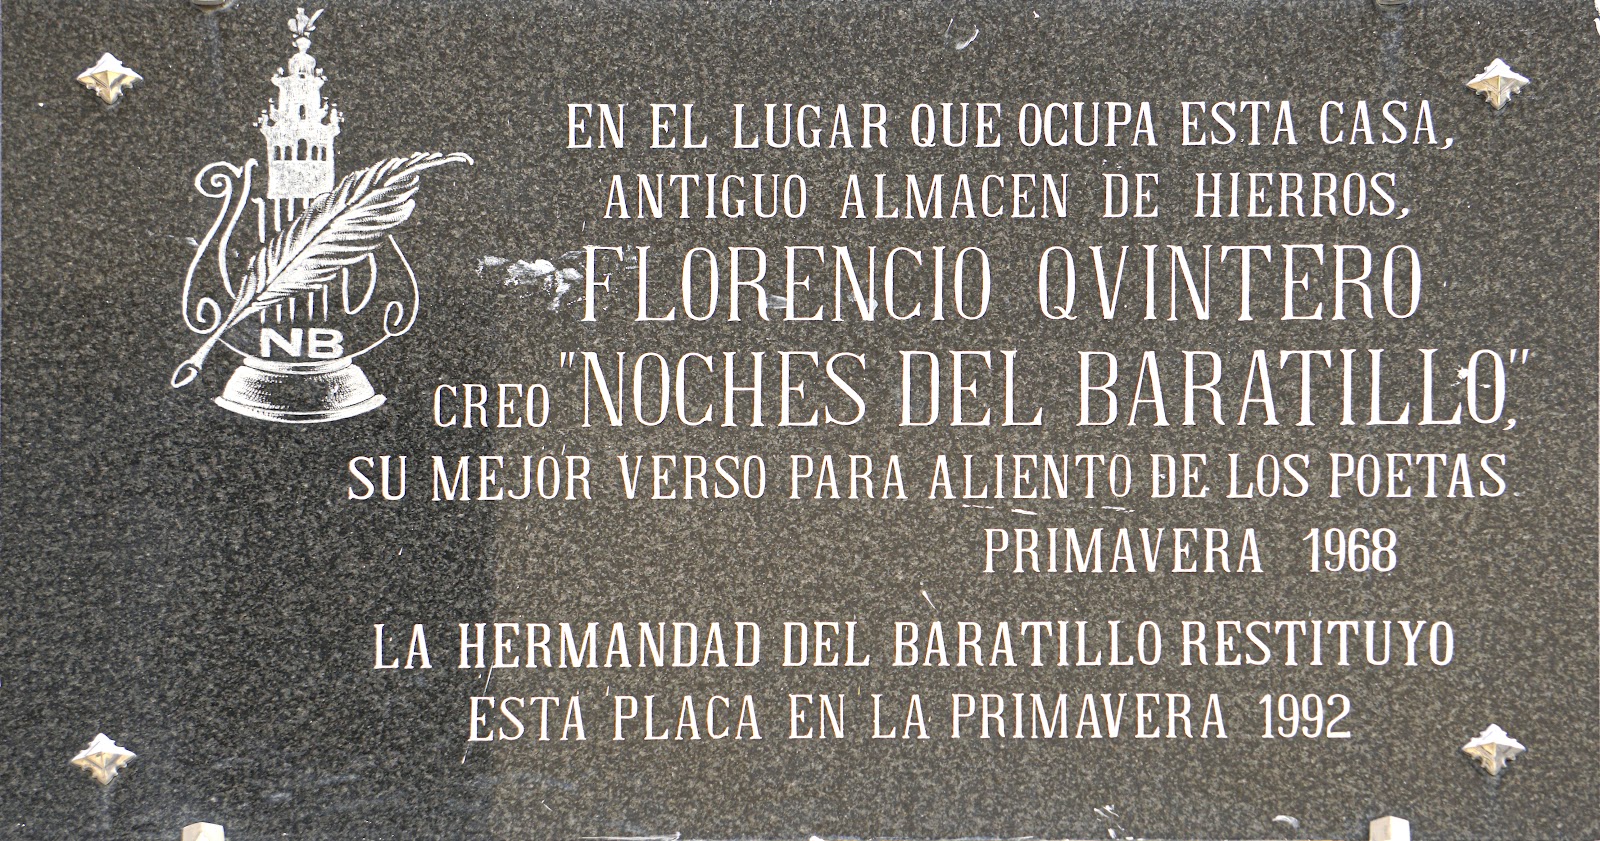 EN EL LUGAR QUE OCUPA ESTA CASA,
ANTIGUO ALMACEN DE HIERROS,
FLORENCIO QVINTERO
CREO "NOCHES DEL BARATILLO",
SU MEJOR VERSO PARA ALIENTO DE LOS POETAS.
PRIMAVERA 1968
LA HERMANDAD DEL BARATILLO RESTITUYO
ESTA PLACA EN LA PRIMAVERA 1992
NB